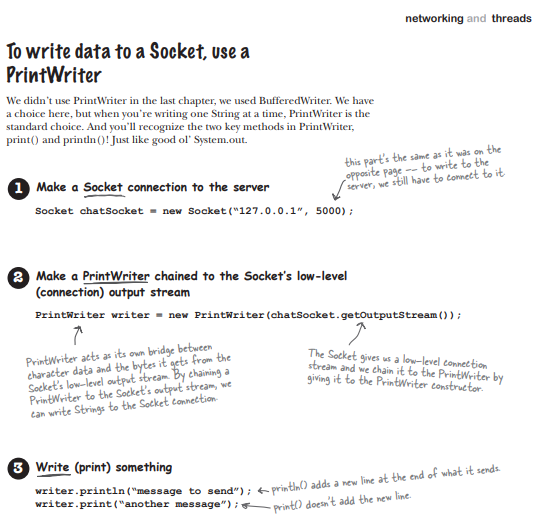 networking and threads
To write data to a Socket, use a
PrintWriter
We didn't use PrintWriter in the last chapter, we used BufferedWriter. We have
a choice here, but when you're writing one String at a time, PrintWriter is the
standard choice. And you'll recognize the two key methods in PrintWriter,
print() and println()! Just like good ol' System.out.
this part's the same as it was on the
opposite page -- to write to the
server, we still have to connect to it
1 Make a Socket connection to the server
Socket chatSocket = new Socket("127.0.0.1", 5000);
2 Make a PrintWriter chained to the Socket's low-level
(connection) output stream
PrintWriter writer = new PrintWriter(chatSocket.getOutputStream());
PrintWriter acts as its own bridge between
character data and the bytes it gets from the
Socket's low-level output stream. By chaining a
PrintWriter to the Socket's output stream, we
can write Strings to the Socket connection.
The Socket gives us a low-level connection
stream and we chain it to the PrintWriter by
giving it to the PrintWriter constructor.
3 Write (print) something
writer.println("message to send"); println() adds a new line at the end of what it sends.
writer.print("another message"); print() doesn't add the new line.